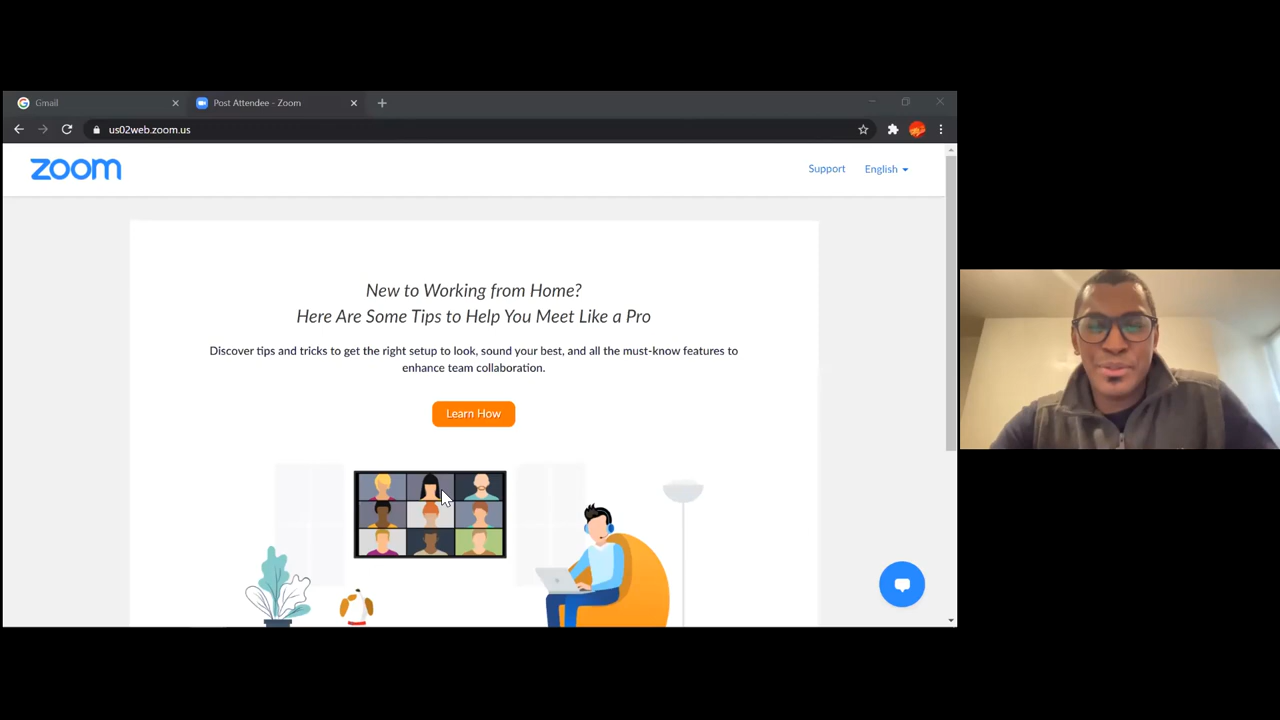 Gmail
Post Attendee - Zoom
us02web.zoom.us
zoom
Support
English
New to Working from Home?
Here Are Some Tips to Help You Meet Like a Pro
Discover tips and tricks to get the right setup to look, sound your best, and all the must-know features to
enhance team collaboration.
Learn How